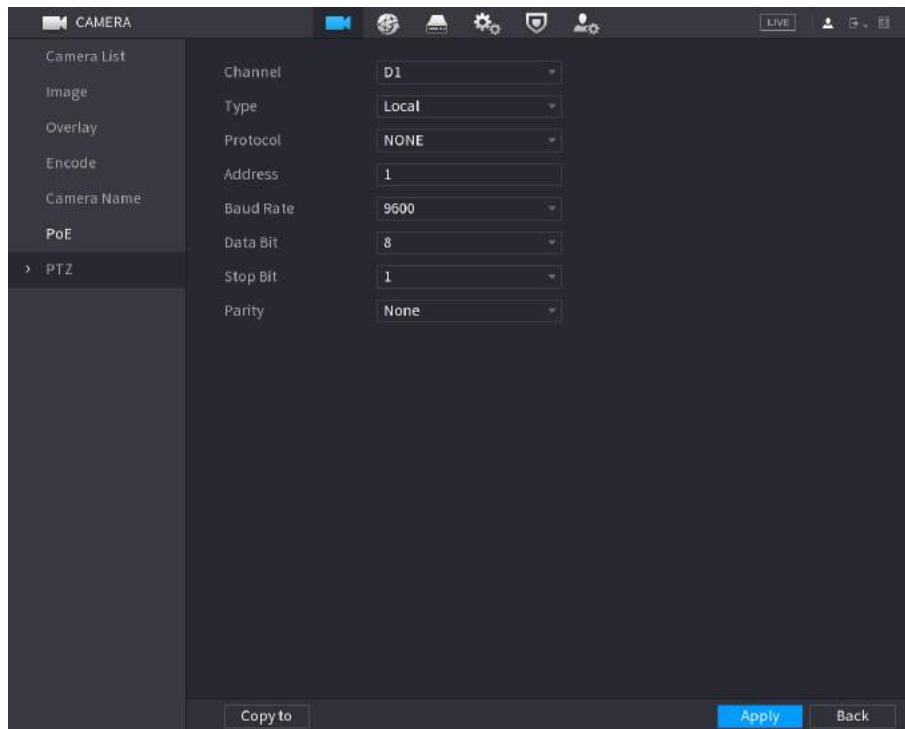 CAMERA
LIVE
Camera List
Image
Overlay
Encode
Camera Name
PoE
> PTZ
Channel D1
Type Local
Protocol NONE
Address 1
Baud Rate 9600
Data Bit 8
Stop Bit 1
Parity None
Copy to
Apply
Back